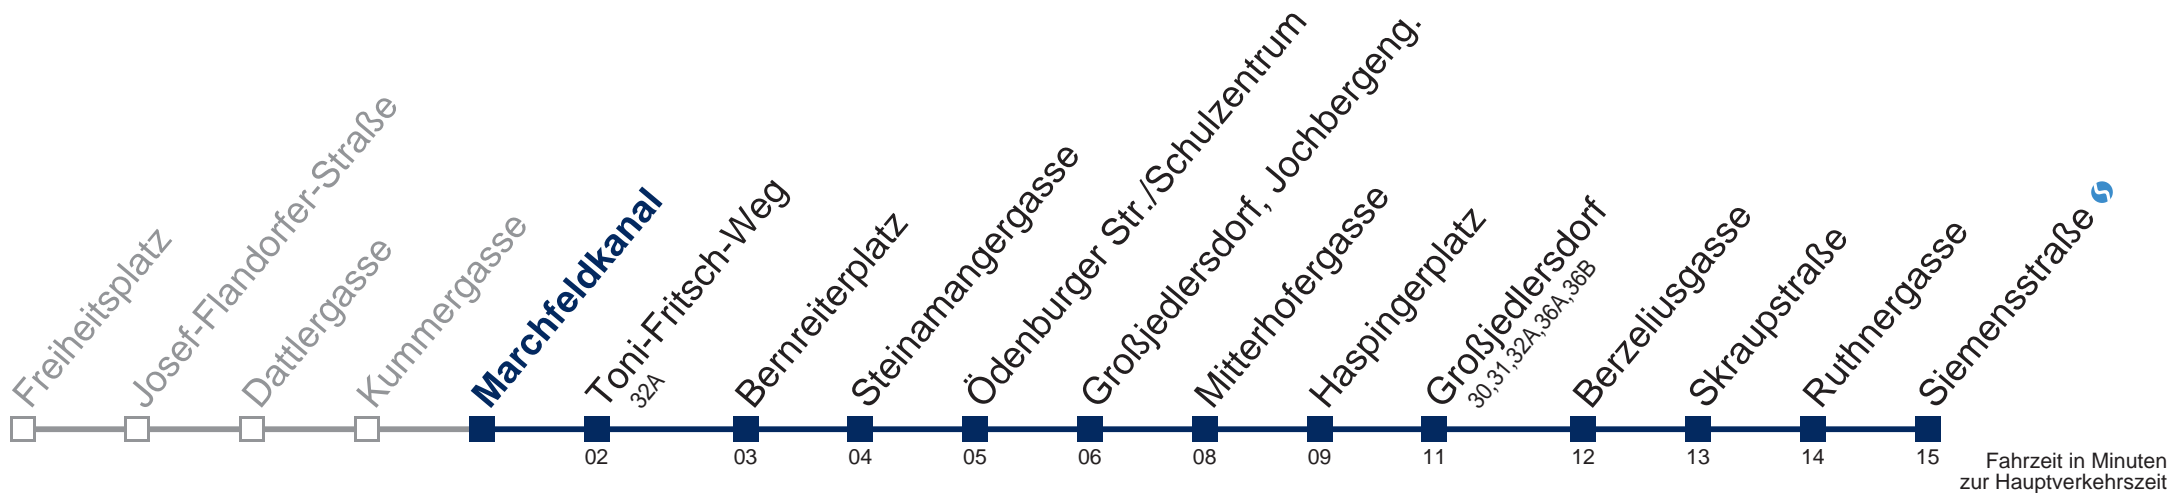 Freiheitsplatz
Josef-Flandorfer-Straße
Dattlergasse
Kummergasse
Marchfeldkanal
Toni-Fritsch-Weg
32A
Bernreiterplatz
Steinamangergasse
Ödenburger Str./Schulzentrum
Großjedlersdorf, Jochbergeng.
Mitterhofergasse
Haspingerplatz
Großjedlersdorf
30,31,32A,36A,36B
Berzeliusgasse
Skraupstraße
Ruthnergasse
Siemensstraße
02 03 04 05 06 08 09 11 12 13 14 15
Fahrzeit in Minuten
zur Hauptverkehrszeit